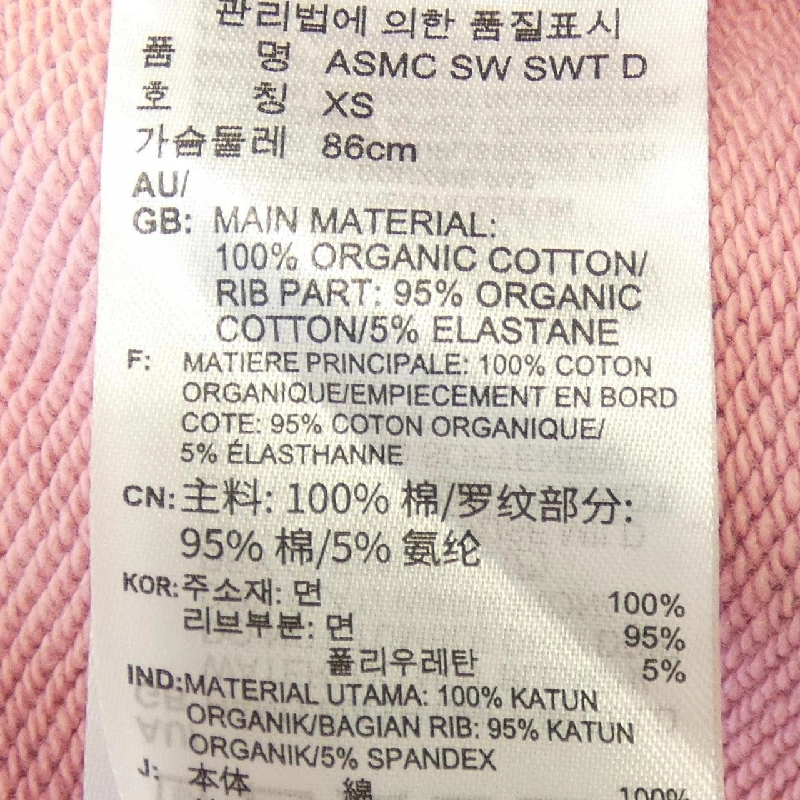 관리법에 의한 품질표시
품 명 ASMC SW SWT D
호 칭 XS
가슴둘레 86cm
AU/
GB: MAIN MATERIAL:
100% ORGANIC COTTON/
RIB PART: 95% ORGANIC
COTTON/5% ELASTANE
F: MATIERE PRINCIPALE: 100% COTON
ORGANIQUE/EMPIECEMENT EN BORD
COTE: 95% COTON ORGANIQUE/
5% ÉLASTHANNE
CN: 主料: 100% 棉/罗纹部分:
95% 棉/5% 氨纶
KOR: 주소재: 면 100%
리브부분: 면 95%
폴리우레탄 5%
IND: MATERIAL UTAMA: 100% KATUN
ORGANIK/BAGIAN RIB: 95% KATUN
ORGANIK/5% SPANDEX
J: 本体 綿 100%